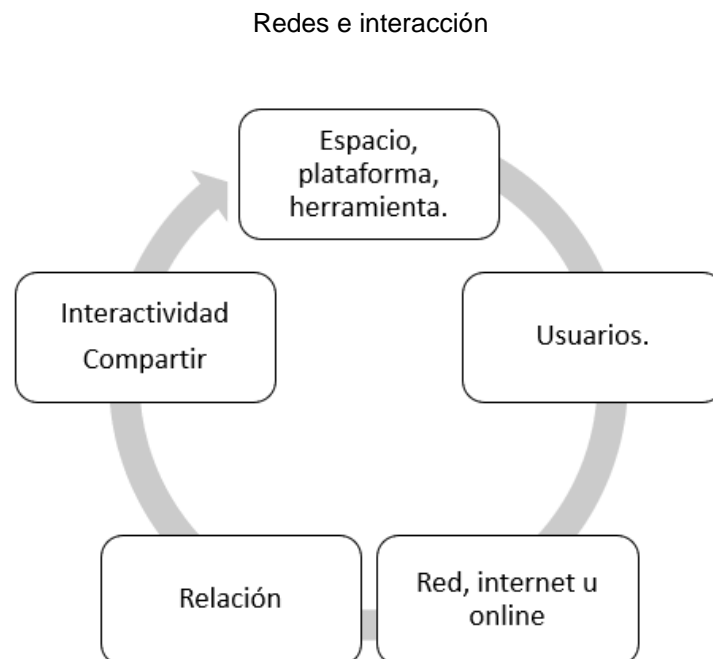 Redes e interacción
Espacio,
plataforma,
herramienta.
Usuarios.
Red, internet u
online
Relación
Interactividad
Compartir